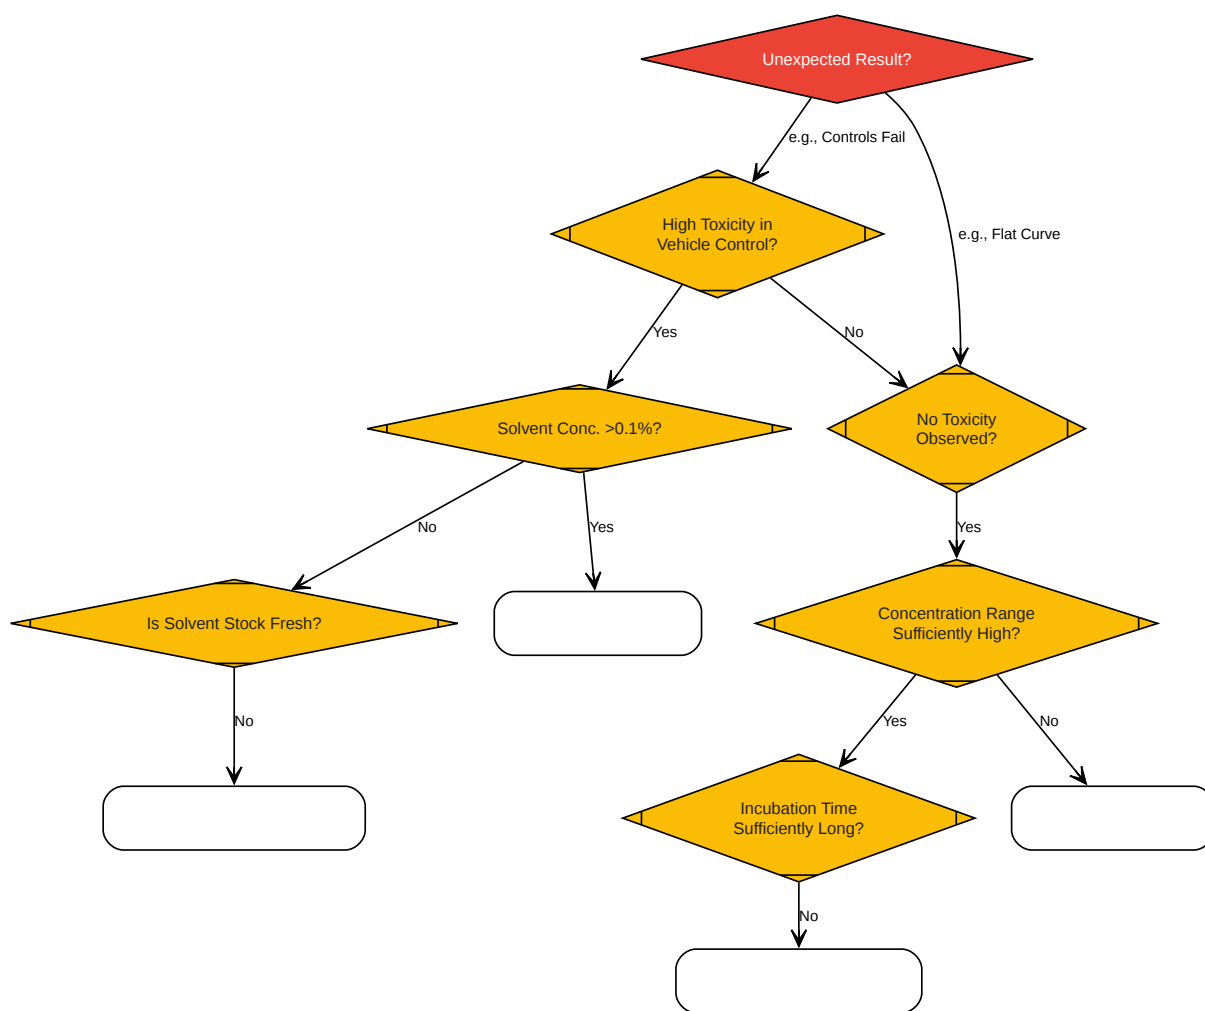 Unexpected Result?
e.g., Controls Fail
High Toxicity in
Vehicle Control?
e.g., Flat Curve
Yes
No
Solvent Conc. >0.1%?
No Toxicity
Observed?
No
Yes
Yes
Is Solvent Stock Fresh?
Concentration Range
Sufficiently High?
No
Yes
No
Incubation Time
Sufficiently Long?
No